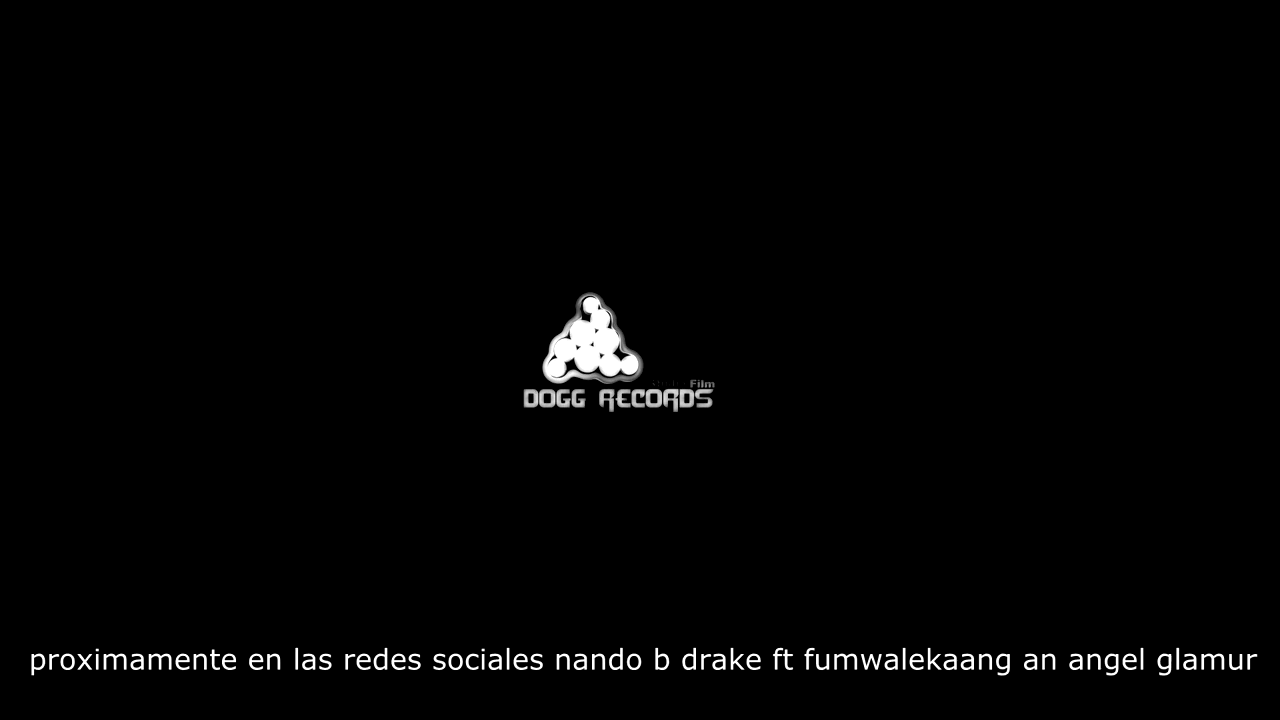 Film
DOGG RECORDS
proximamente en las redes sociales nando b drake ft fumwalekaang an angel glamur